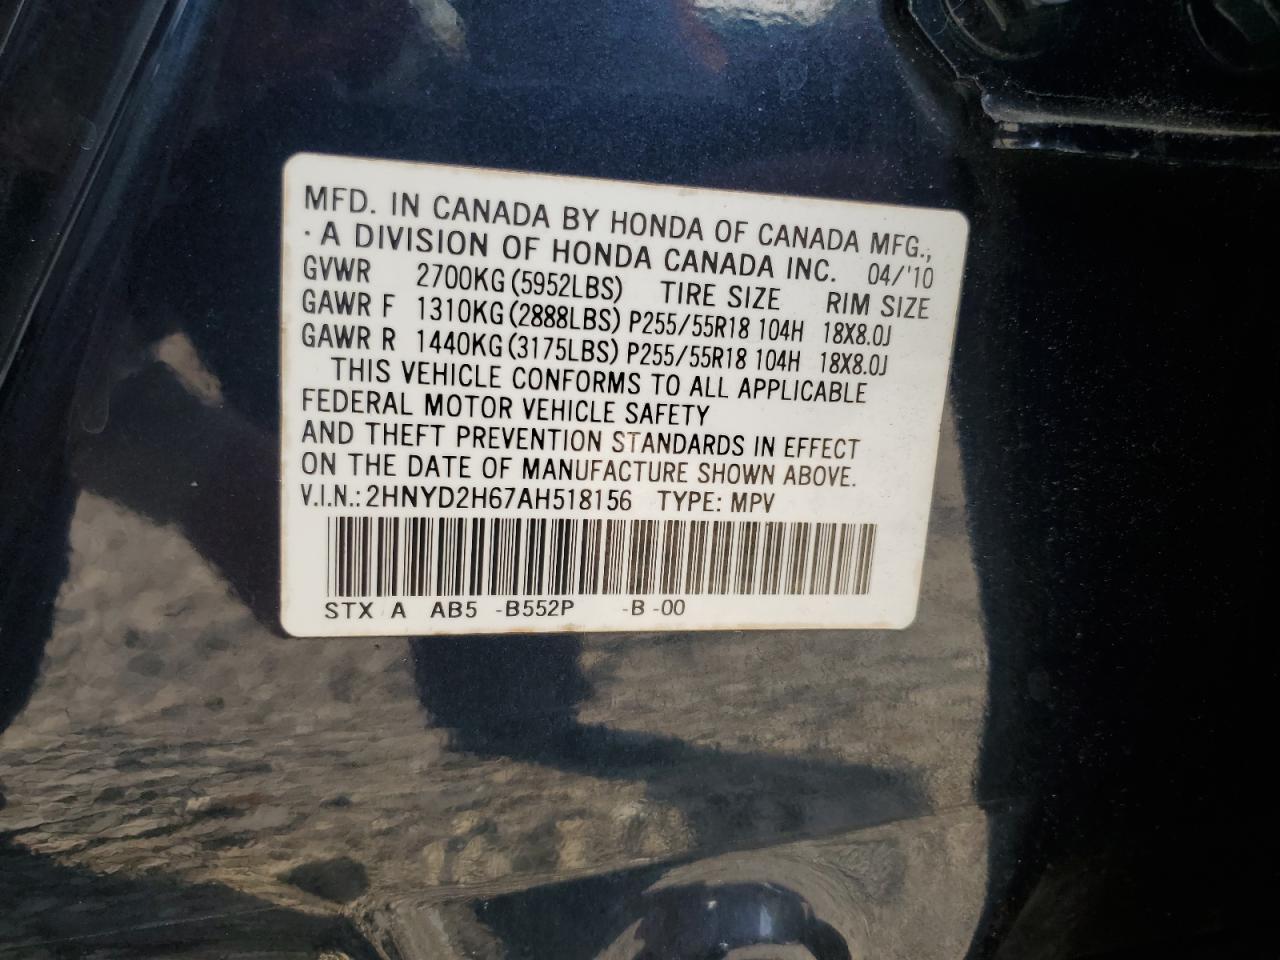 MFD. IN CANADA BY HONDA OF CANADA MFG.,
· A DIVISION OF HONDA CANADA INC. 04/'10
GVWR 2700KG (5952LBS) TIRE SIZE RIM SIZE
GAWR F 1310KG (2888LBS) P255/55R18 104H 18X8.0J
GAWR R 1440KG (3175LBS) P255/55R18 104H 18X8.0J
THIS VEHICLE CONFORMS TO ALL APPLICABLE
FEDERAL MOTOR VEHICLE SAFETY
AND THEFT PREVENTION STANDARDS IN EFFECT
ON THE DATE OF MANUFACTURE SHOWN ABOVE.
V.I.N.: 2HNYD2H67AH518156 TYPE: MPV
STX A AB5 -B552P -B -00